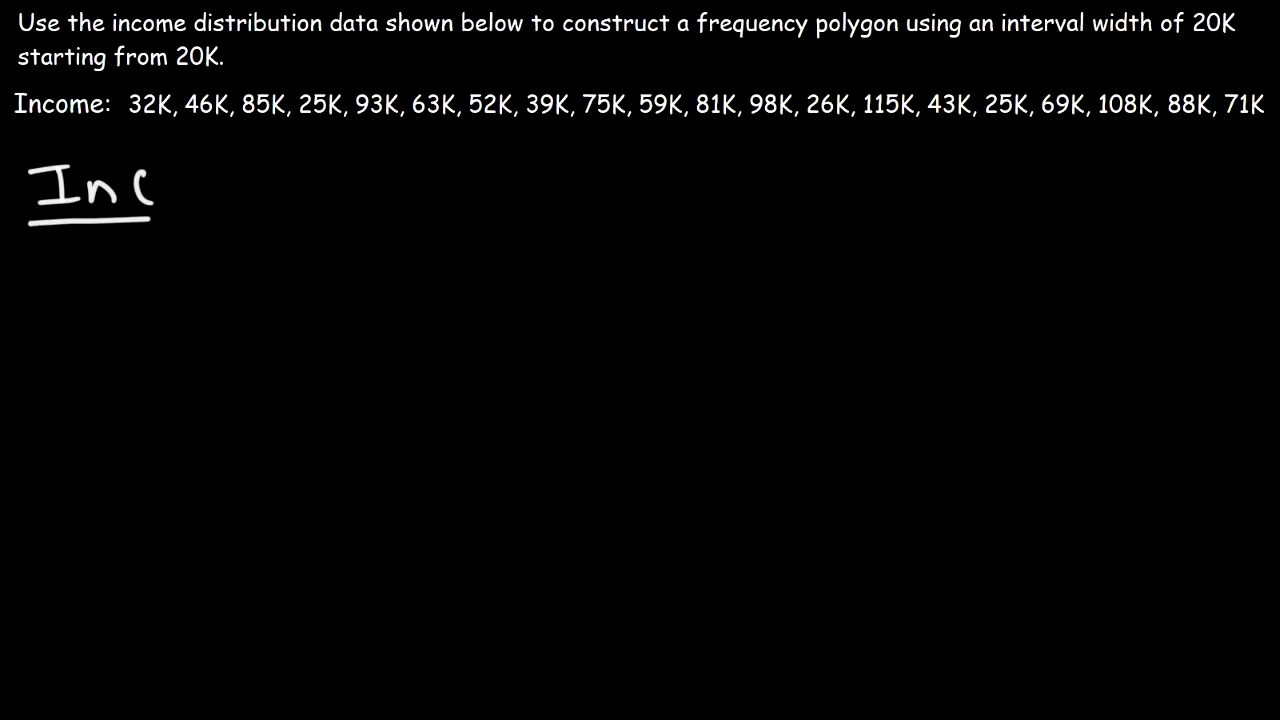 Use the income distribution data shown below to construct a frequency polygon using an interval width of 20K
starting from 20K.
Income: 32K, 46K, 85K, 25K, 93K, 63K, 52K, 39K, 75K, 59K, 81K, 98K, 26K, 115K, 43K, 25K, 69K, 108K, 88K, 71K
Inc